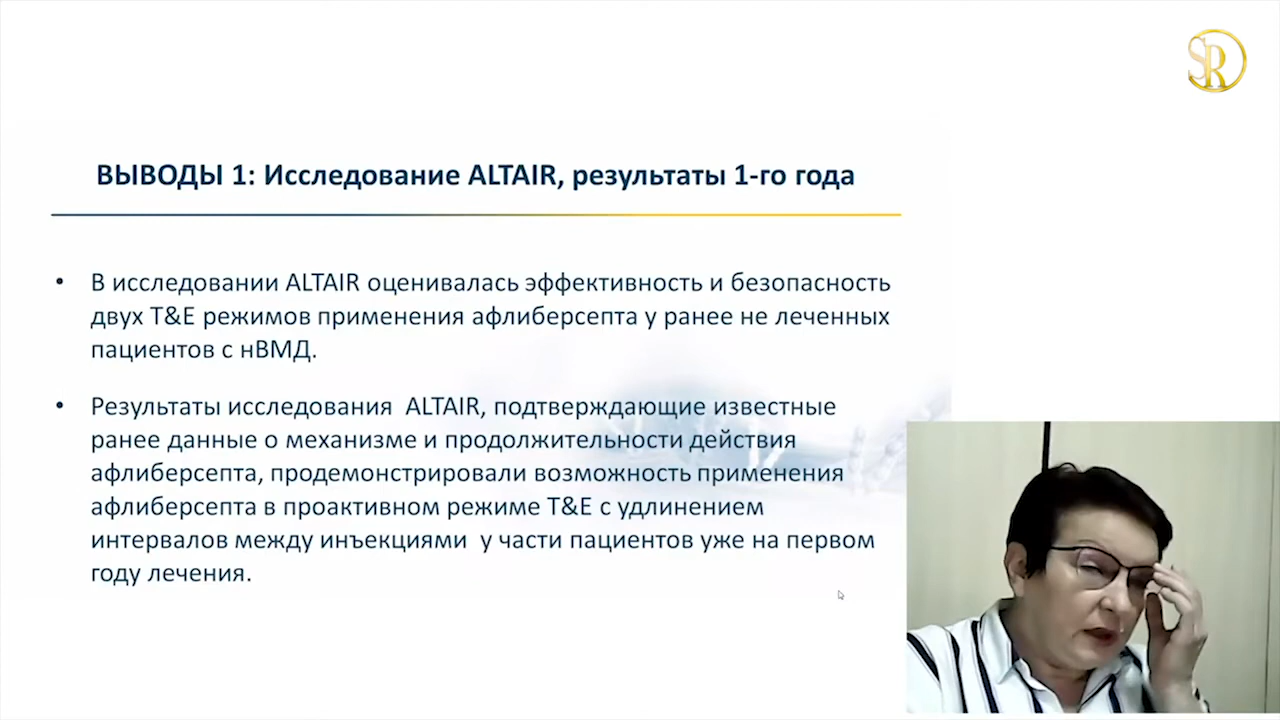 SR
ВЫВОДЫ 1: Исследование ALTAIR, результаты 1-го года
• В исследовании ALTAIR оценивалась эффективность и безопасность
двух T&E режимов применения афлиберсепта у ранее не леченных
пациентов с нВМД.
• Результаты исследования ALTAIR, подтверждающие известные
ранее данные о механизме и продолжительности действия
афлиберсепта, продемонстрировали возможность применения
афлиберсепта в проактивном режиме T&E с удлинением
интервалов между инъекциями у части пациентов уже на первом
году лечения.